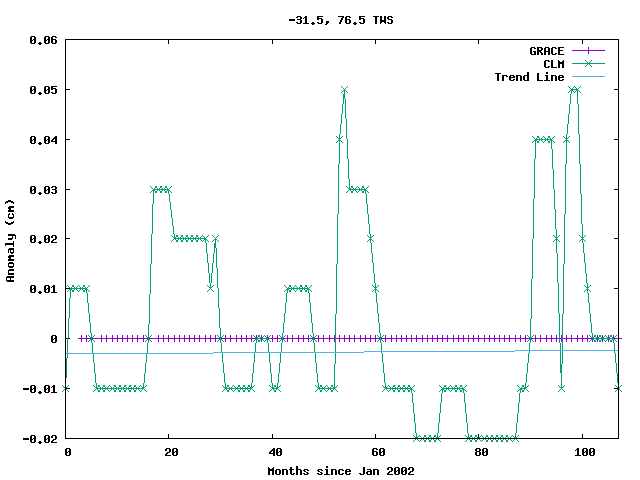 -31.5, 76.5 TWS
GRACE
CLM
Trend Line
0.06
0.05
0.04
0.03
0.02
0.01
0
-0.01
-0.02
Anomaly (cm)
0 20 40 60 80 100
Months since Jan 2002